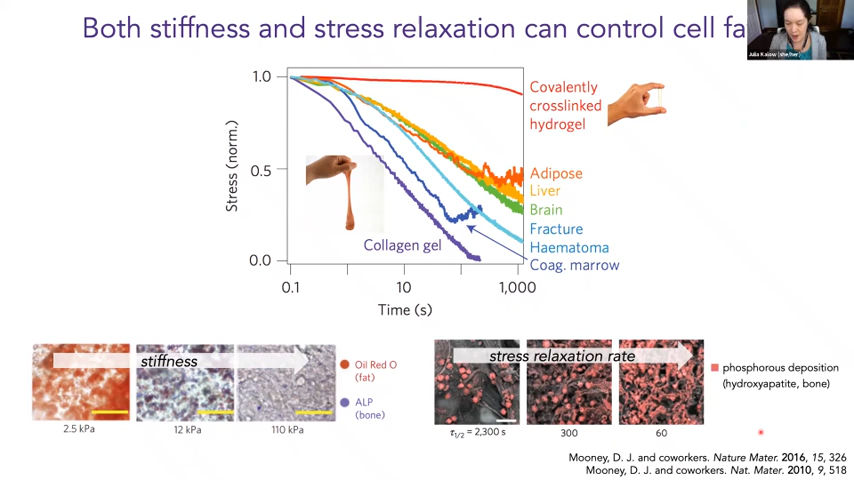 Both stiffness and stress relaxation can control cell fa
Julia Kalow (she/her)
1.0
0.5
0.0
Stress (norm.)
0.1
10
1,000
Time (s)
Covalently
crosslinked
hydrogel
Adipose
Liver
Brain
Fracture
Haematoma
Coag. marrow
Collagen gel
stiffness
2.5 kPa
12 kPa
110 kPa
Oil Red O
(fat)
ALP
(bone)
stress relaxation rate
τ1/2 = 2,300 s
300
60
phosphorous deposition
(hydroxyapatite, bone)
Mooney, D. J. and coworkers. Nature Mater. 2016, 15, 326
Mooney, D. J. and coworkers. Nat. Mater. 2010, 9, 518